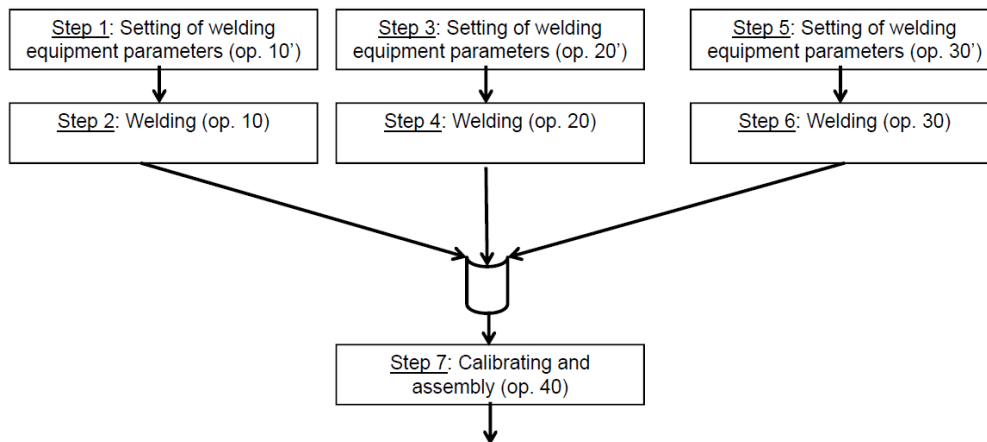 Step 1: Setting of welding
equipment parameters (op. 10’)
Step 3: Setting of welding
equipment parameters (op. 20’)
Step 5: Setting of welding
equipment parameters (op. 30’)
Step 2: Welding (op. 10)
Step 4: Welding (op. 20)
Step 6: Welding (op. 30)
Step 7: Calibrating and
assembly (op. 40)